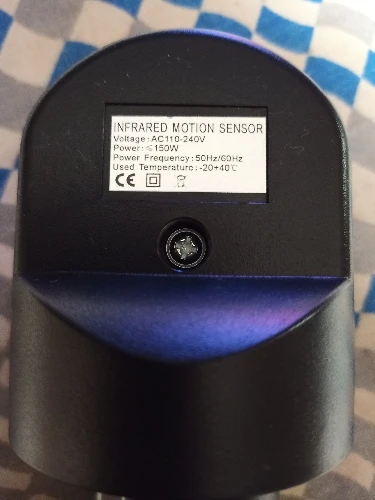 INFRARED MOTION SENSOR
Voltage: AC110-240V
Power: ≤150W
Power Frequency: 50Hz/60Hz
Used Temperature: -20+40℃
CE